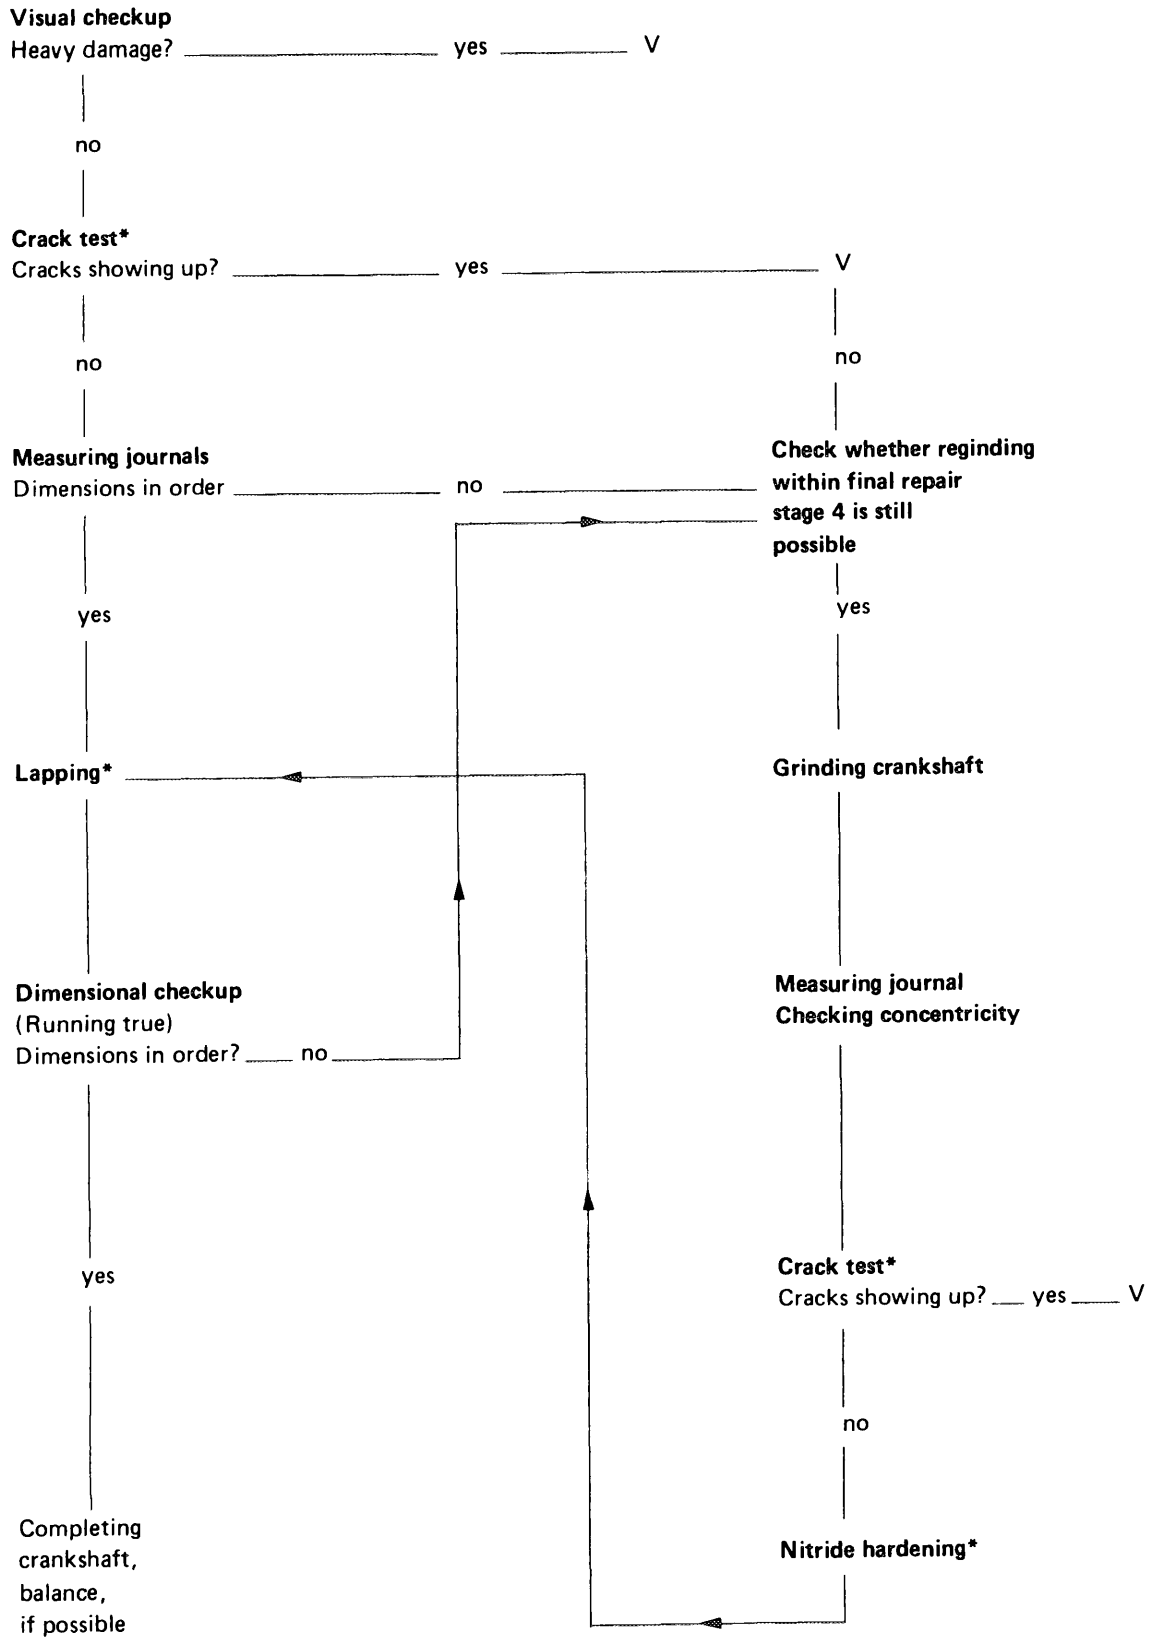 Visual checkup
Heavy damage? yes V
no
Crack test*
Cracks showing up? yes V
no
no
Measuring journals
Dimensions in order no
Check whether reginding
within final repair
stage 4 is still
possible
yes
yes
Lapping*
Grinding crankshaft
Dimensional checkup
(Running true)
Dimensions in order? no
Measuring journal
Checking concentricity
yes
Crack test*
Cracks showing up? yes V
no
Completing
crankshaft,
balance,
if possible
Nitride hardening*